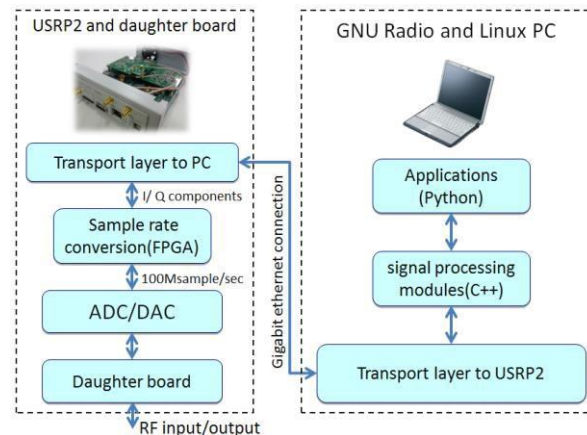 USRP2 and daughter board
Transport layer to PC
I/ Q components
Sample rate
conversion(FPGA)
100Msample/sec
ADC/DAC
Daughter board
RF input/output
Gigabit ethernet connection
GNU Radio and Linux PC
Applications
(Python)
signal processing
modules(C++)
Transport layer to USRP2